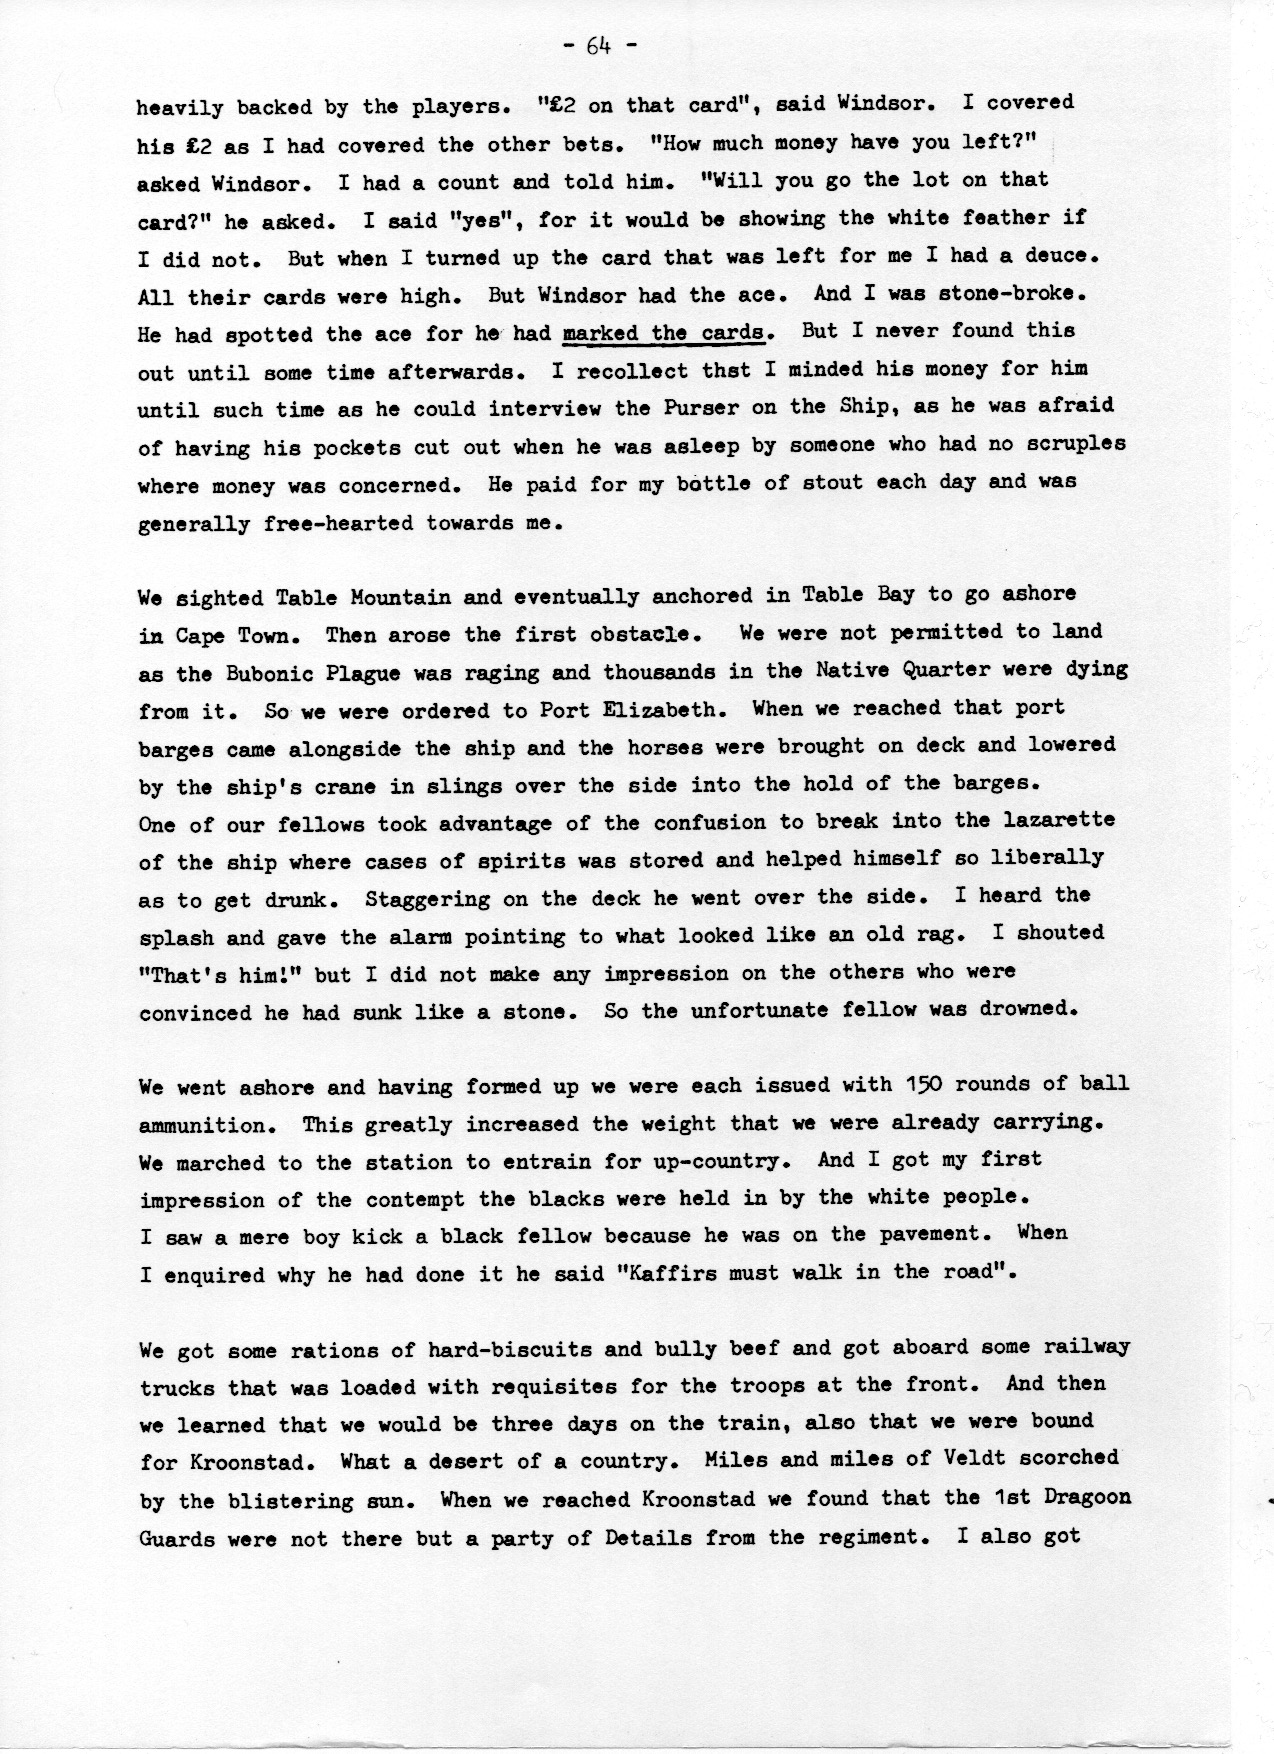 - 64 -
heavily backed by the players. "£2 on that card", said Windsor. I covered
his £2 as I had covered the other bets. "How much money have you left?"
asked Windsor. I had a count and told him. "Will you go the lot on that
card?" he asked. I said "yes", for it would be showing the white feather if
I did not. But when I turned up the card that was left for me I had a deuce.
All their cards were high. But Windsor had the ace. And I was stone-broke.
He had spotted the ace for he had marked the cards. But I never found this
out until some time afterwards. I recollect thst I minded his money for him
until such time as he could interview the Purser on the Ship, as he was afraid
of having his pockets cut out when he was asleep by someone who had no scruples
where money was concerned. He paid for my bottle of stout each day and was
generally free-hearted towards me.
We sighted Table Mountain and eventually anchored in Table Bay to go ashore
in Cape Town. Then arose the first obstacle. We were not permitted to land
as the Bubonic Plague was raging and thousands in the Native Quarter were dying
from it. So we were ordered to Port Elizabeth. When we reached that port
barges came alongside the ship and the horses were brought on deck and lowered
by the ship's crane in slings over the side into the hold of the barges.
One of our fellows took advantage of the confusion to break into the lazarette
of the ship where cases of spirits was stored and helped himself so liberally
as to get drunk. Staggering on the deck he went over the side. I heard the
splash and gave the alarm pointing to what looked like an old rag. I shouted
"That's him!" but I did not make any impression on the others who were
convinced he had sunk like a stone. So the unfortunate fellow was drowned.
We went ashore and having formed up we were each issued with 150 rounds of ball
ammunition. This greatly increased the weight that we were already carrying.
We marched to the station to entrain for up-country. And I got my first
impression of the contempt the blacks were held in by the white people.
I saw a mere boy kick a black fellow because he was on the pavement. When
I enquired why he had done it he said "Kaffirs must walk in the road".
We got some rations of hard-biscuits and bully beef and got aboard some railway
trucks that was loaded with requisites for the troops at the front. And then
we learned that we would be three days on the train, also that we were bound
for Kroonstad. What a desert of a country. Miles and miles of Veldt scorched
by the blistering sun. When we reached Kroonstad we found that the 1st Dragoon
Guards were not there but a party of Details from the regiment. I also got